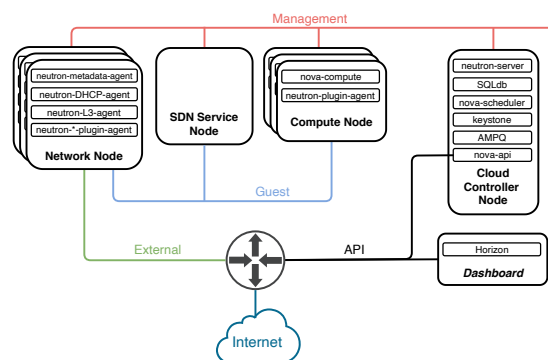 Management
neutron-metadata-agent
neutron-DHCP-agent
neutron-L3-agent
neutron-*-plugin-agent
Network Node
SDN Service
Node
nova-compute
neutron-plugin-agent
Compute Node
neutron-server
SQLdb
nova-scheduler
keystone
AMPQ
nova-api
Cloud
Controller
Node
Guest
External
API
Horizon
Dashboard
Internet